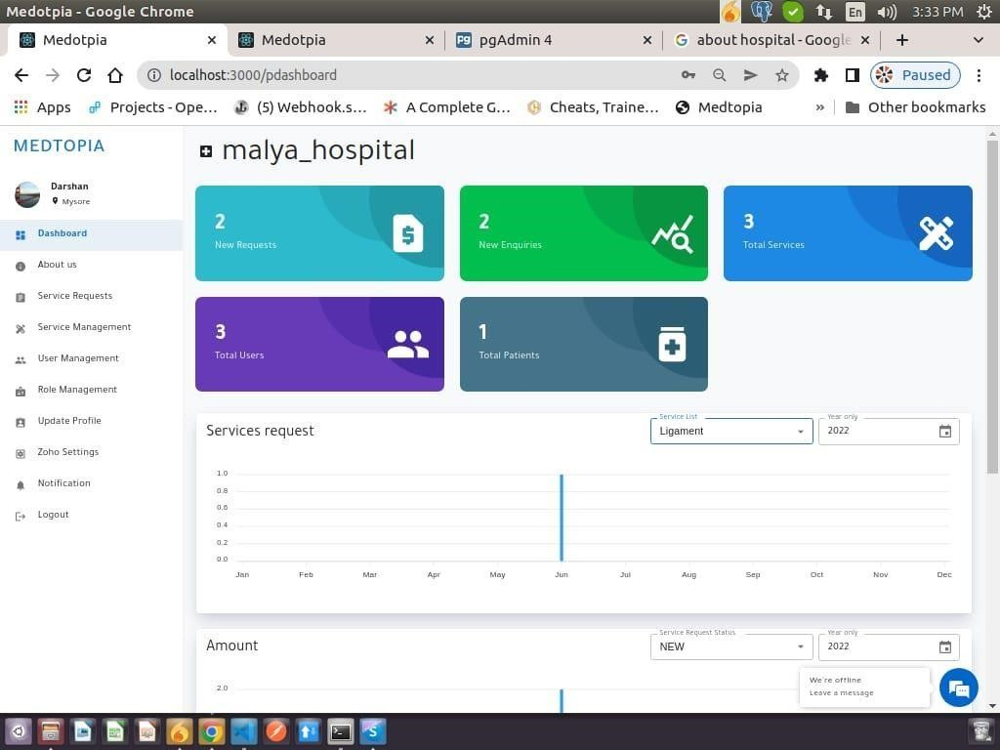 Medotpia - Google Chrome
En
3:33 PM
Medotpia
Medotpia
pgAdmin 4
about hospital - Google
localhost:3000/pdashboard
Paused
Apps
Projects - Ope...
(5) Webhook.s...
A Complete G...
Cheats, Traine...
Medtopia
»
Other bookmarks
MEDTOPIA
Darshan
Mysore
Dashboard
About us
Service Requests
Service Management
User Management
Role Management
Update Profile
Zoho Settings
Notification
Logout
malya_hospital
2
New Requests
2
New Enquiries
3
Total Services
3
Total Users
1
Total Patients
Services request
Service List
Ligament
Year only
2022
1.0
0.8
0.6
0.4
0.2
0.0
Jan Feb Mar Apr May Jun Jul Aug Sep Oct Nov Dec
Amount
Service Request Status
NEW
Year only
2022
2.0
We're offline
Leave a message